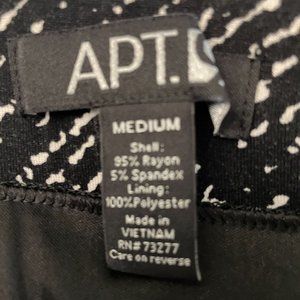 APT.
MEDIUM
Shell:
95% Rayon
5% Spandex
Lining:
100%Polyester
Made in
VIETNAM
RN# 73277
Care on reverse